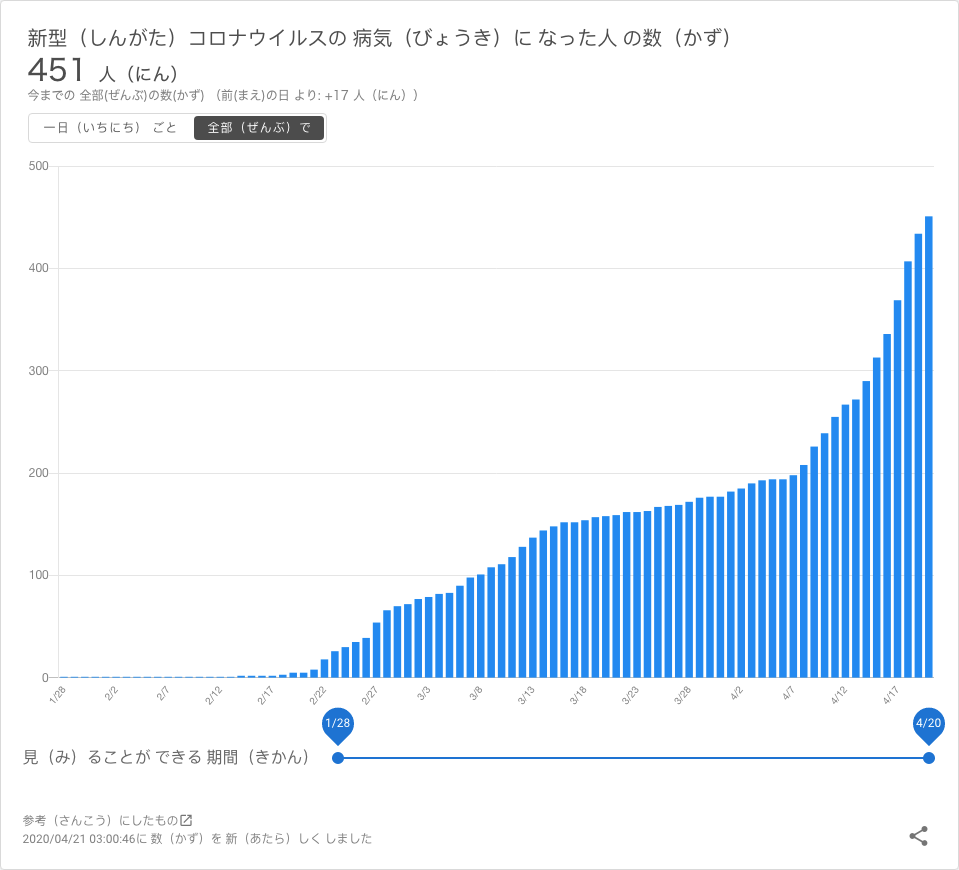 新型（しんがた）コロナウイルスの 病気（びょうき）に なった人 の数（かず）
451 人（にん）
今までの 全部(ぜんぶ)の数(かず) （前(まえ)の日 より: +17 人（にん））
一日（いちにち） ごと 全部（ぜんぶ）で
500
400
300
200
100
0
1/28 2/2 2/7 2/12 2/17 2/22 2/27 3/3 3/8 3/13 3/18 3/23 3/28 4/2 4/7 4/12 4/17
1/28 4/20
見（み）ることが できる 期間（きかん）
参考（さんこう）にしたもの
2020/04/21 03:00:46に 数（かず）を 新（あたら）しく しました